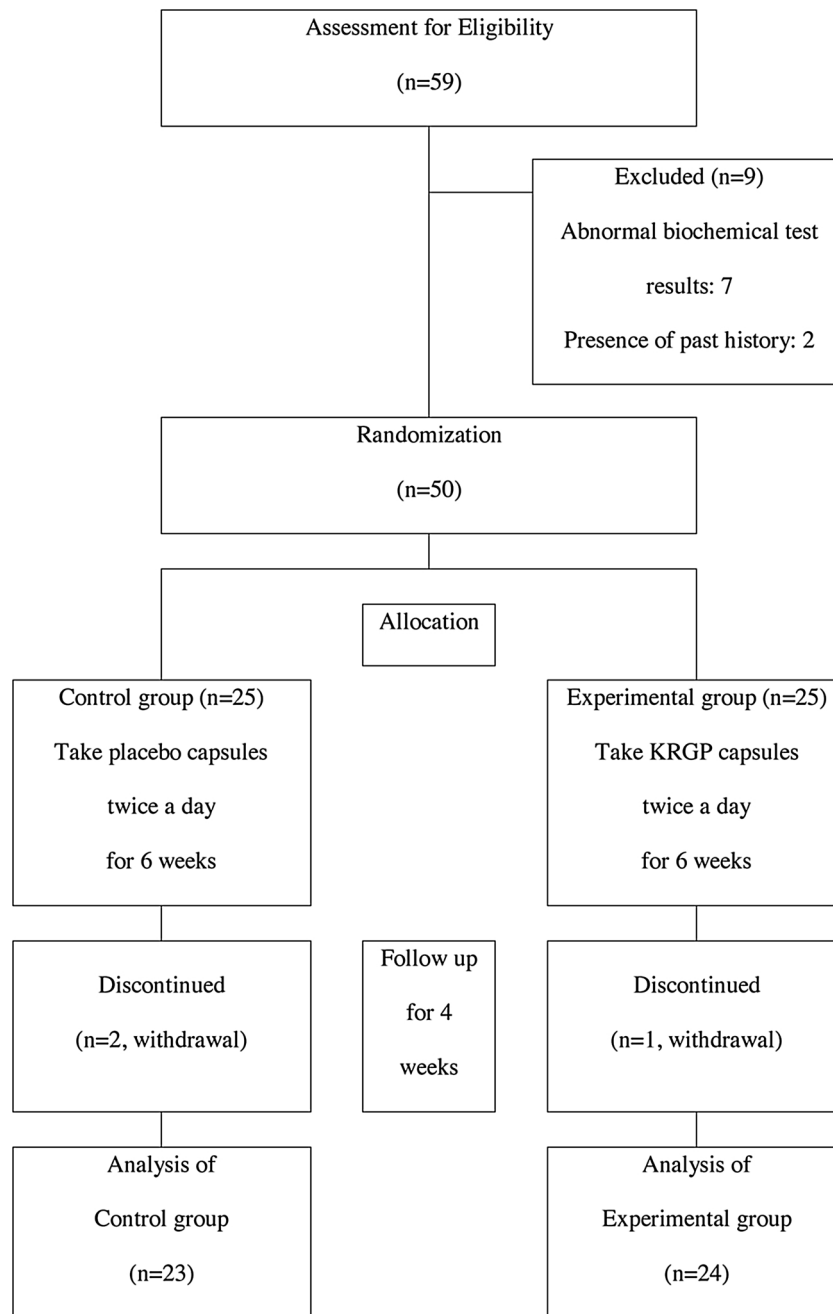 Assessment for Eligibility
(n=59)
Excluded (n=9)
Abnormal biochemical test
results: 7
Presence of past history: 2
Randomization
(n=50)
Allocation
Control group (n=25)
Take placebo capsules
twice a day
for 6 weeks
Experimental group (n=25)
Take KRGP capsules
twice a day
for 6 weeks
Discontinued
(n=2, withdrawal)
Follow up
for 4
weeks
Discontinued
(n=1, withdrawal)
Analysis of
Control group
(n=23)
Analysis of
Experimental group
(n=24)